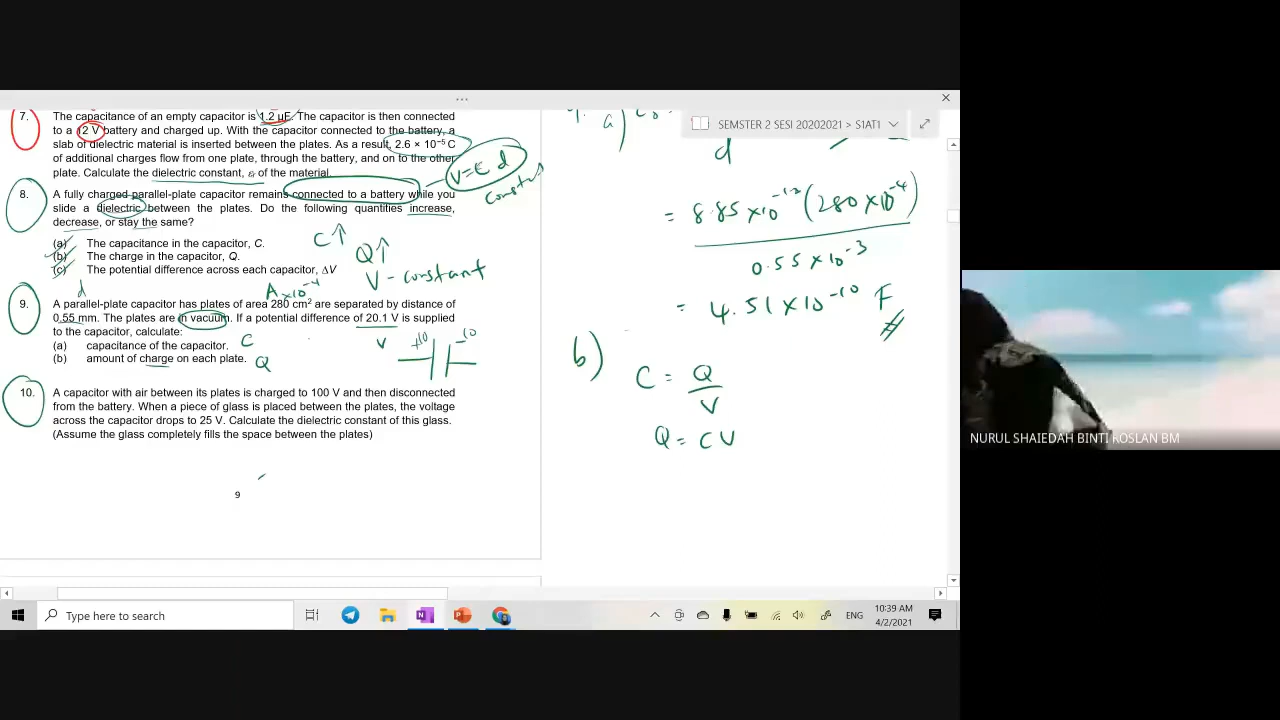 7. The capacitance of an empty capacitor is 1.2 μF. The capacitor is then connected
to a 12 V battery and charged up. With the capacitor connected to the battery, a
slab of dielectric material is inserted between the plates. As a result, 2.6 × 10⁻⁵ C
of additional charges flow from one plate, through the battery, and on to the other
plate. Calculate the dielectric constant, εr of the material.
V = E d
constant
8. A fully charged parallel-plate capacitor remains connected to a battery while you
slide a dielectric between the plates. Do the following quantities increase,
decrease, or stay the same?
(a) The capacitance in the capacitor, C.
C↑
(b) The charge in the capacitor, Q.
Q↑
(c) The potential difference across each capacitor, ΔV
V - constant
d
A ×10⁻⁴
9. A parallel-plate capacitor has plates of area 280 cm² are separated by distance of
0.55 mm. The plates are in vacuum. If a potential difference of 20.1 V is supplied
to the capacitor, calculate:
(a) capacitance of the capacitor.
C
V
+10
-10
(b) amount of charge on each plate.
Q
10. A capacitor with air between its plates is charged to 100 V and then disconnected
from the battery. When a piece of glass is placed between the plates, the voltage
across the capacitor drops to 25 V. Calculate the dielectric constant of this glass.
(Assume the glass completely fills the space between the plates)
9
SEMSTER 2 SESI 20202021 > S1AT1
a)
d
= 8.85 ×10⁻¹² (280 ×10⁻⁴)
0.55 ×10⁻³
= 4.51 ×10⁻¹⁰ F
b)
C = Q
V
Q = CV
NURUL SHAIEDAH BINTI ROSLAN BM
Type here to search
ENG
10:39 AM
4/2/2021